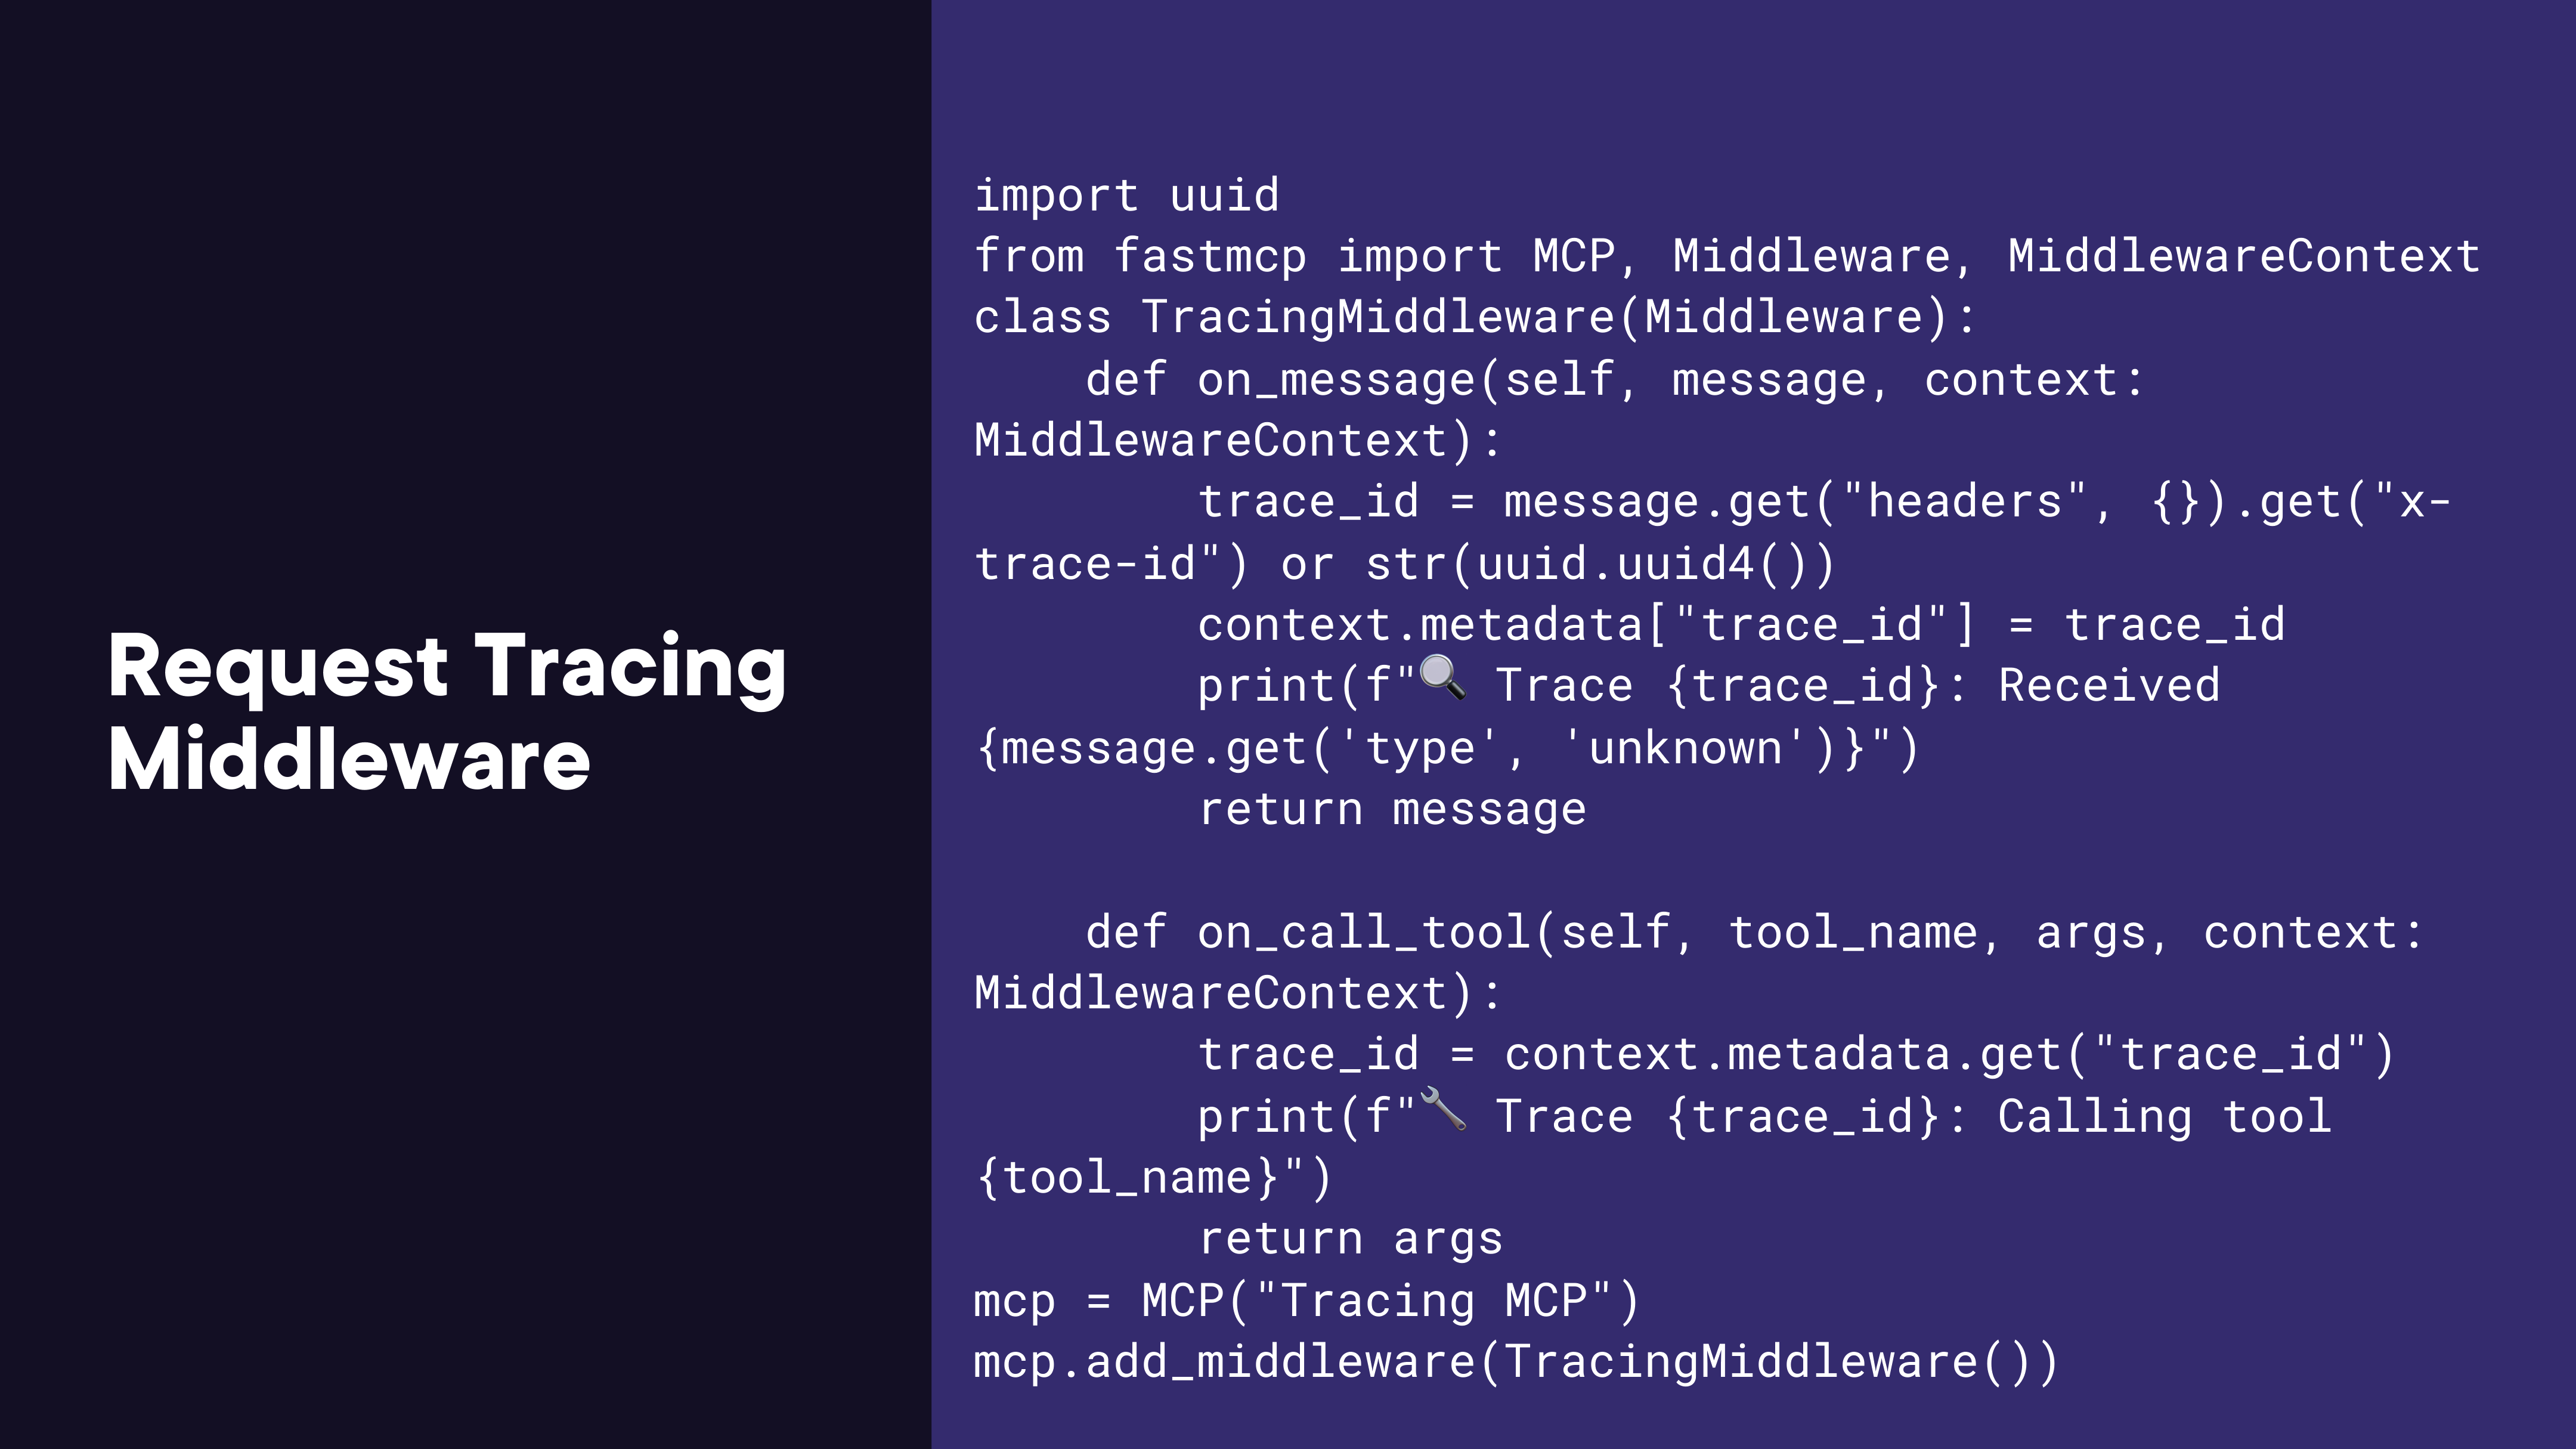 Request Tracing
Middleware
import uuid
from fastmcp import MCP, Middleware, MiddlewareContext
class TracingMiddleware(Middleware):
    def on_message(self, message, context:
MiddlewareContext):
        trace_id = message.get("headers", {}).get("x-
trace-id") or str(uuid.uuid4())
        context.metadata["trace_id"] = trace_id
        print(f"🔍 Trace {trace_id}: Received
{message.get('type', 'unknown')}")
        return message

    def on_call_tool(self, tool_name, args, context:
MiddlewareContext):
        trace_id = context.metadata.get("trace_id")
        print(f"🔧 Trace {trace_id}: Calling tool
{tool_name}")
        return args
mcp = MCP("Tracing MCP")
mcp.add_middleware(TracingMiddleware())